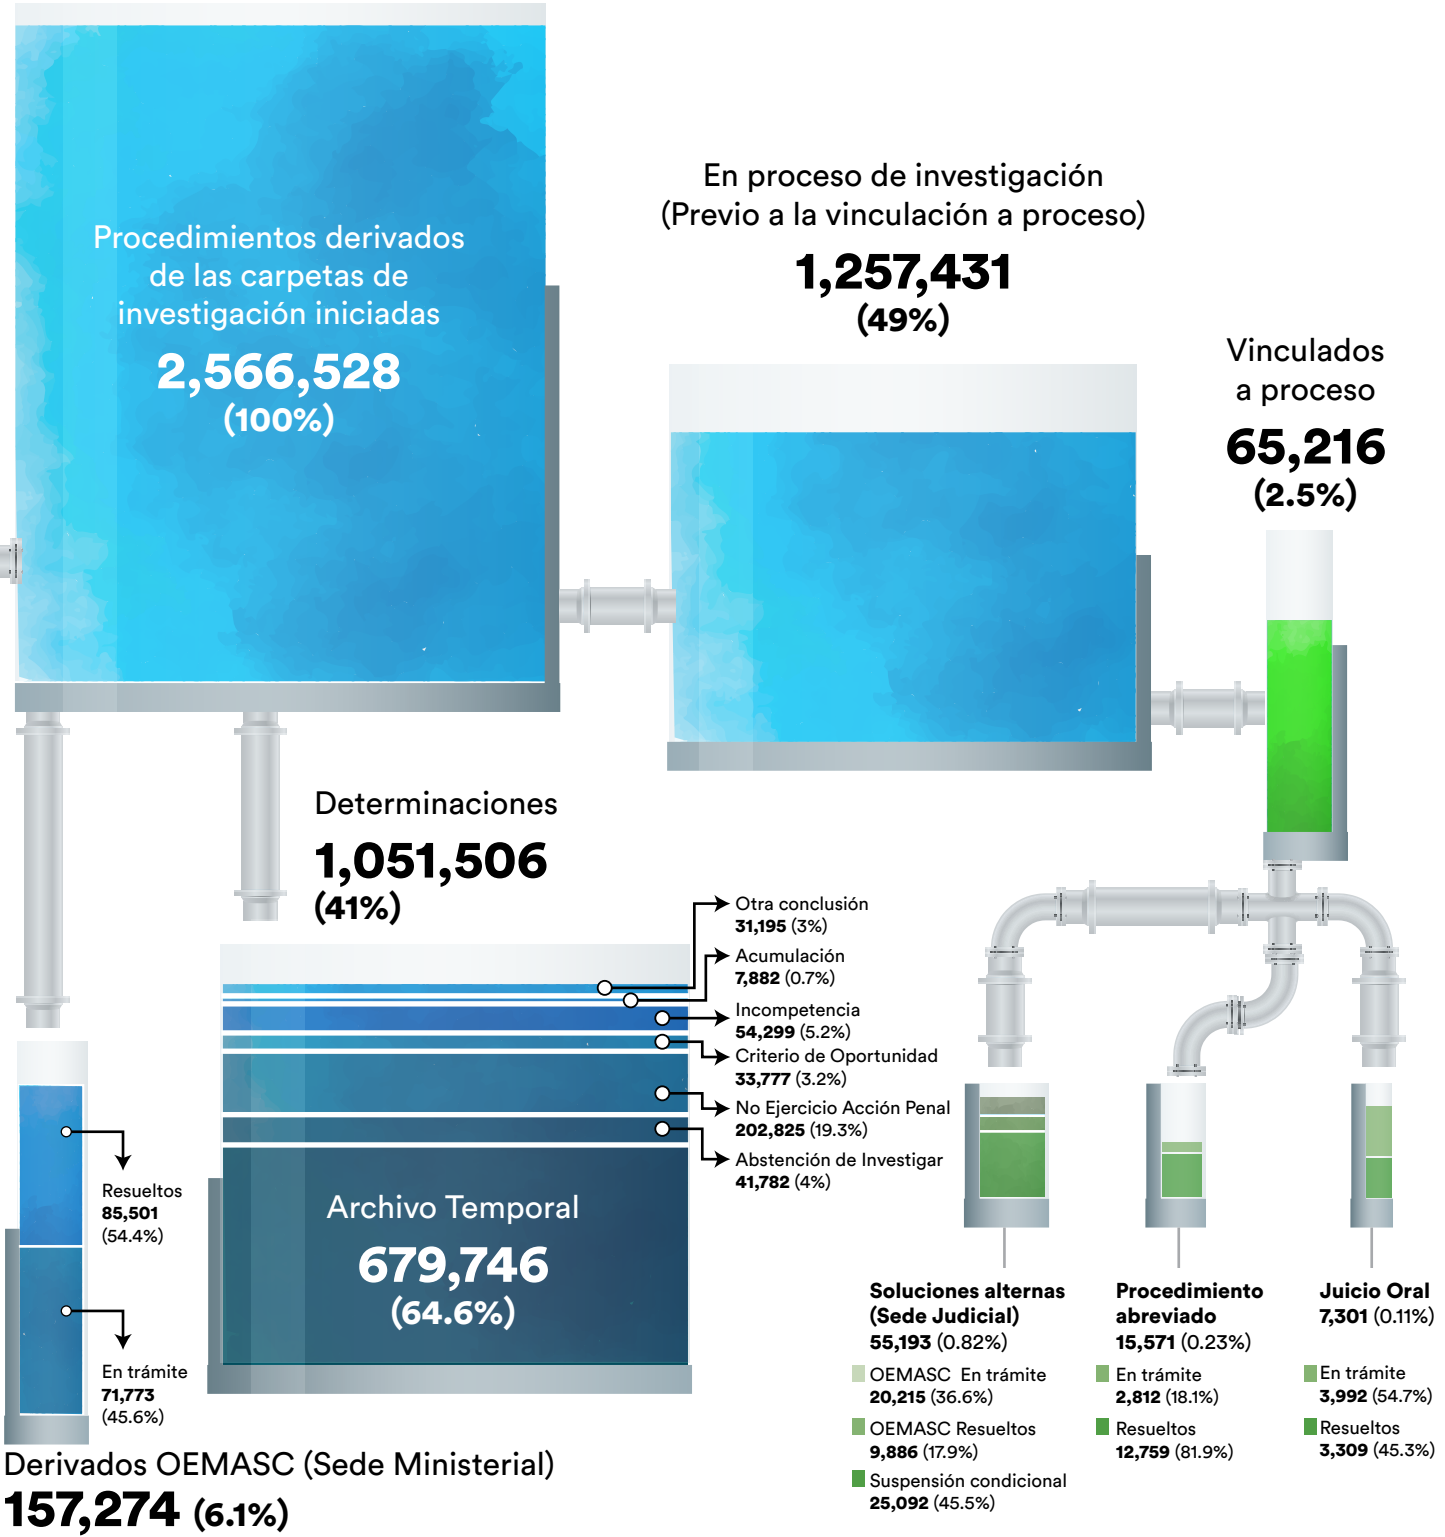 Procedimientos derivados
de las carpetas de
investigación iniciadas
2,566,528
(100%)
En proceso de investigación
(Previo a la vinculación a proceso)
1,257,431
(49%)
Vinculados
a proceso
65,216
(2.5%)
Determinaciones
1,051,506
(41%)
Otra conclusión
31,195 (3%)
Acumulación
7,882 (0.7%)
Incompetencia
54,299 (5.2%)
Criterio de Oportunidad
33,777 (3.2%)
No Ejercicio Acción Penal
202,825 (19.3%)
Abstención de Investigar
41,782 (4%)
Archivo Temporal
679,746
(64.6%)
Resueltos
85,501
(54.4%)
En trámite
71,773
(45.6%)
Derivados OEMASC (Sede Ministerial)
157,274 (6.1%)
Soluciones alternas
(Sede Judicial)
55,193 (0.82%)
OEMASC En trámite
20,215 (36.6%)
OEMASC Resueltos
9,886 (17.9%)
Suspensión condicional
25,092 (45.5%)
Procedimiento
abreviado
15,571 (0.23%)
En trámite
2,812 (18.1%)
Resueltos
12,759 (81.9%)
Juicio Oral
7,301 (0.11%)
En trámite
3,992 (54.7%)
Resueltos
3,309 (45.3%)